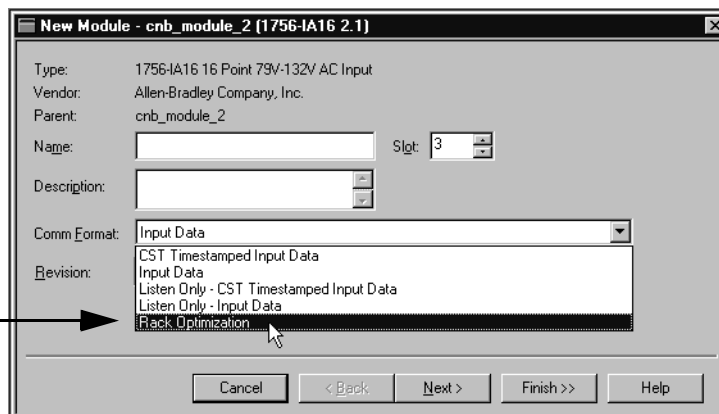 New Module - cnb_module_2 (1756-IA16 2.1)
Type: 1756-IA16 16 Point 79V-132V AC Input
Vendor: Allen-Bradley Company, Inc.
Parent: cnb_module_2
Name: Slot: 3
Description:
Comm Format: Input Data
CST Timestamped Input Data
Revision: Input Data
Listen Only - CST Timestamped Input Data
Listen Only - Input Data
Rack Optimization
Cancel < Back Next > Finish >> Help